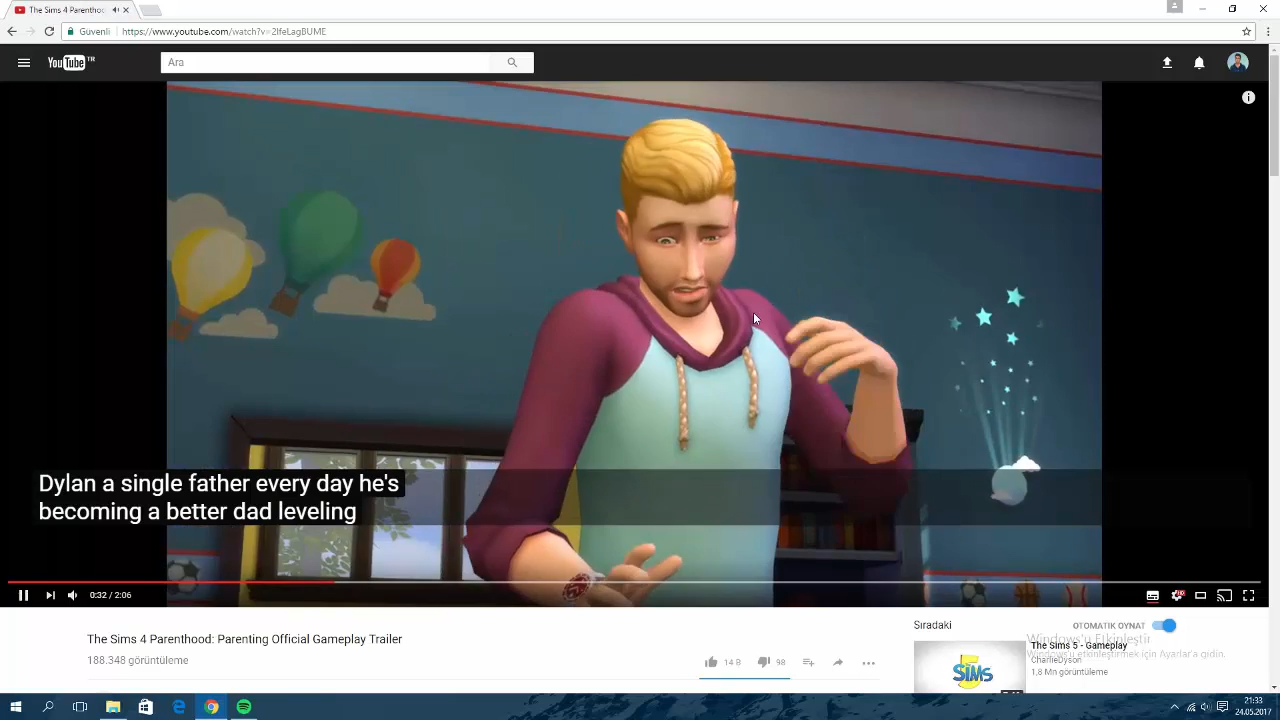 The Sims 4 Parenthood
Güvenli
https://www.youtube.com/watch?v=2lfeLagBUME
YouTube TR
Ara
Dylan a single father every day he's
becoming a better dad leveling
0:32 / 2:06
The Sims 4 Parenthood: Parenting Official Gameplay Trailer
188.348 görüntüleme
14 B
98
Sıradaki
OTOMATİK OYNAT
Windows'u Etkinleştir
Windows'u etkinleştirmek için Ayarlar'a gidin.
SIMS
The Sims 5 - Gameplay
CharlieDyson
1,8 Mn görüntüleme
21:33
24.05.2017